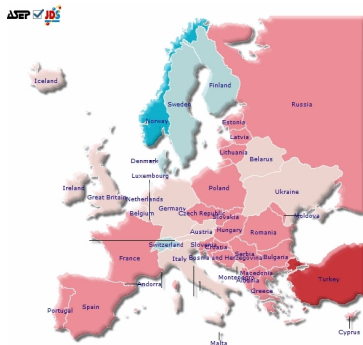 ASEP JDS
Iceland
Finland
Sweden
Norway
Russia
Estonia
Latvia
Lithuania
Denmark
Belarus
Luxembourg
Ireland
Great Britain
Netherlands
Poland
Ukraine
Belgium
Germany
Czech Republic
Slovakia
Moldova
Austria
Hungary
Romania
Switzerland
Slovenia
Croatia
France
Italy
Bosnia and Herzegovina
Serbia
Bulgaria
Andorra
Montenegro
Macedonia
Albania
Turkey
Portugal
Spain
Greece
Malta
Cyprus